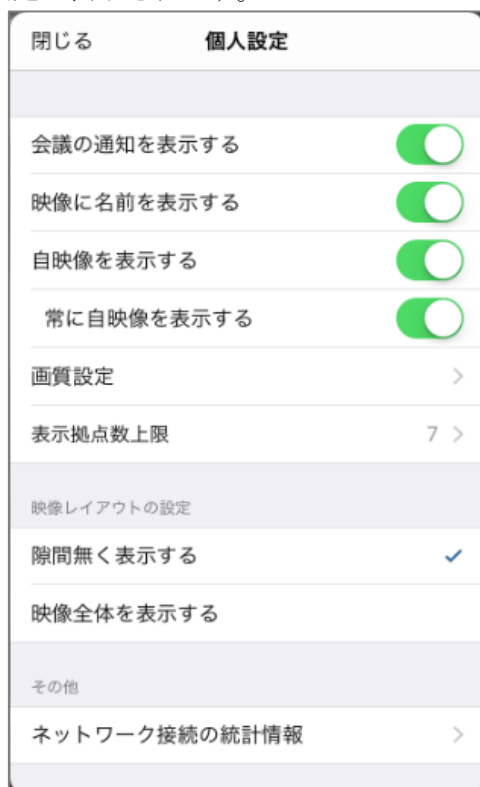 閉じる 個人設定
会議の通知を表示する
映像に名前を表示する
自映像を表示する
常に自映像を表示する
画質設定
表示拠点数上限 7
映像レイアウトの設定
隙間無く表示する
映像全体を表示する
その他
ネットワーク接続の統計情報